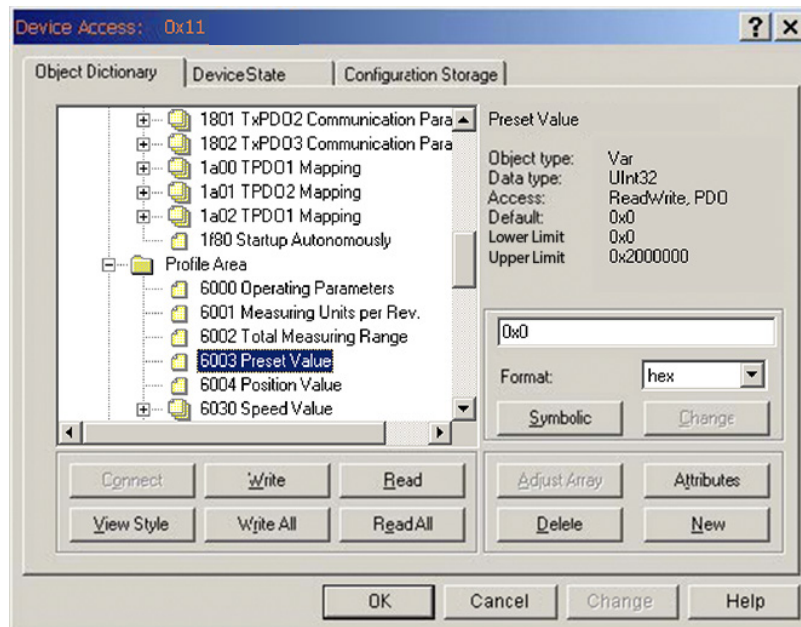 Device Access: 0x11
Object Dictionary
DeviceState
Configuration Storage
1801 TxPDO2 Communication Para
1802 TxPDO3 Communication Para
1a00 TPDO1 Mapping
1a01 TPDO2 Mapping
1a02 TPDO1 Mapping
1f80 Startup Autonomously
Profile Area
6000 Operating Parameters
6001 Measuring Units per Rev.
6002 Total Measuring Range
6003 Preset Value
6004 Position Value
6030 Speed Value
Preset Value
Object type: Var
Data type: UInt32
Access: ReadWrite, PDO
Default: 0x0
Lower Limit 0x0
Upper Limit 0x2000000
0x0
Format: hex
Symbolic Change
Connect Write Read
View Style Write All Read All
Adjust Array Attributes
Delete New
OK Cancel Change Help